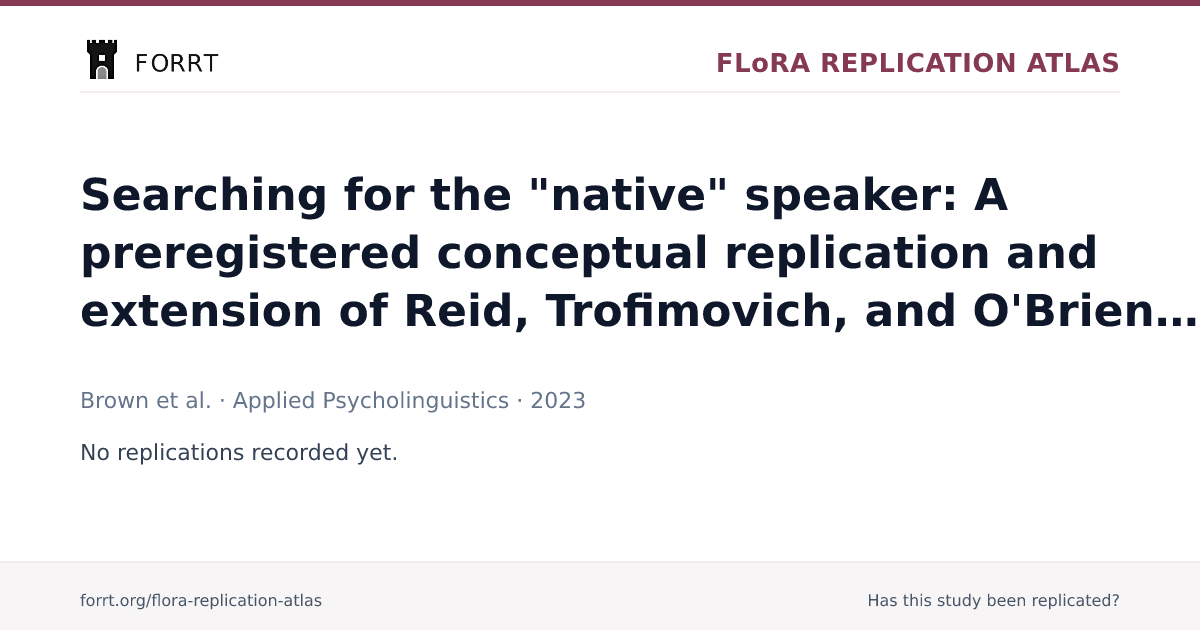 FORRT
FLoRA REPLICATION ATLAS
Searching for the "native" speaker: A
preregistered conceptual replication and
extension of Reid, Trofimovich, and O'Brien...
Brown et al. · Applied Psycholinguistics · 2023
No replications recorded yet.
forrt.org/flora-replication-atlas
Has this study been replicated?